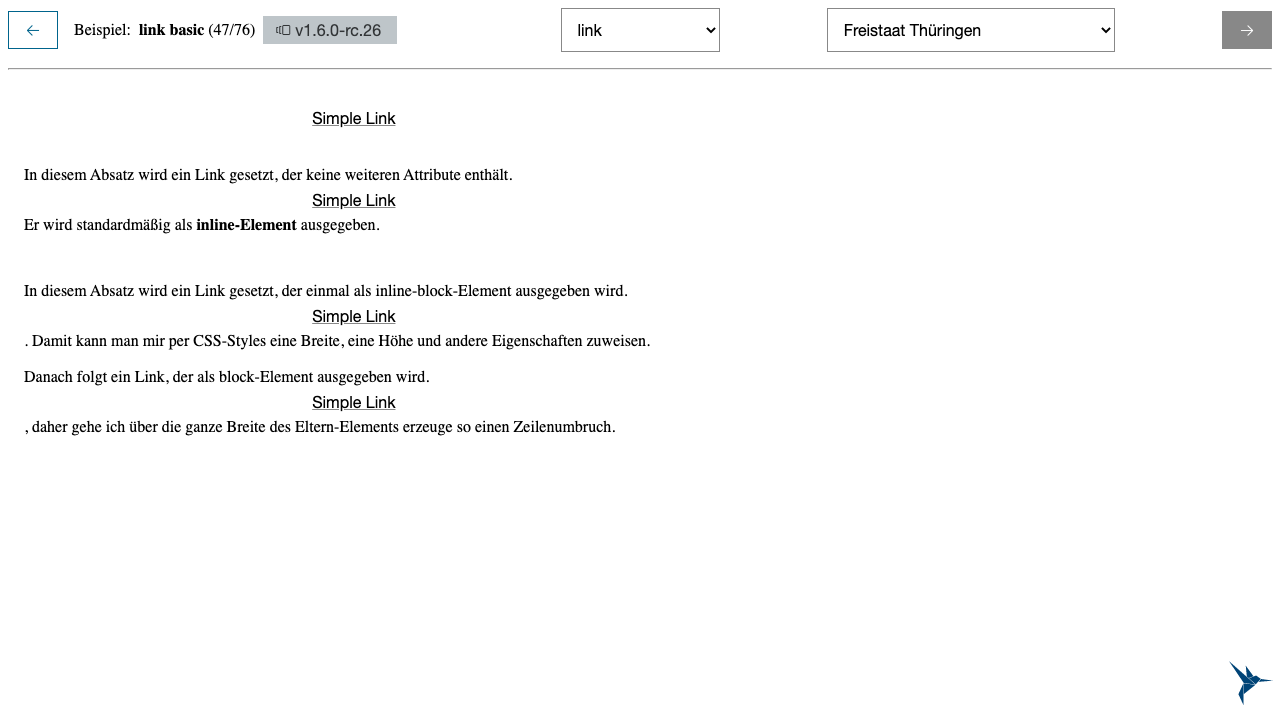 ← Beispiel: link basic (47/76) v1.6.0-rc.26 link Freistaat Thüringen →
Simple Link
In diesem Absatz wird ein Link gesetzt, der keine weiteren Attribute enthält.
Simple Link
Er wird standardmäßig als inline-Element ausgegeben.
In diesem Absatz wird ein Link gesetzt, der einmal als inline-block-Element ausgegeben wird.
Simple Link
. Damit kann man mir per CSS-Styles eine Breite, eine Höhe und andere Eigenschaften zuweisen.
Danach folgt ein Link, der als block-Element ausgegeben wird.
Simple Link
, daher gehe ich über die ganze Breite des Eltern-Elements erzeuge so einen Zeilenumbruch.